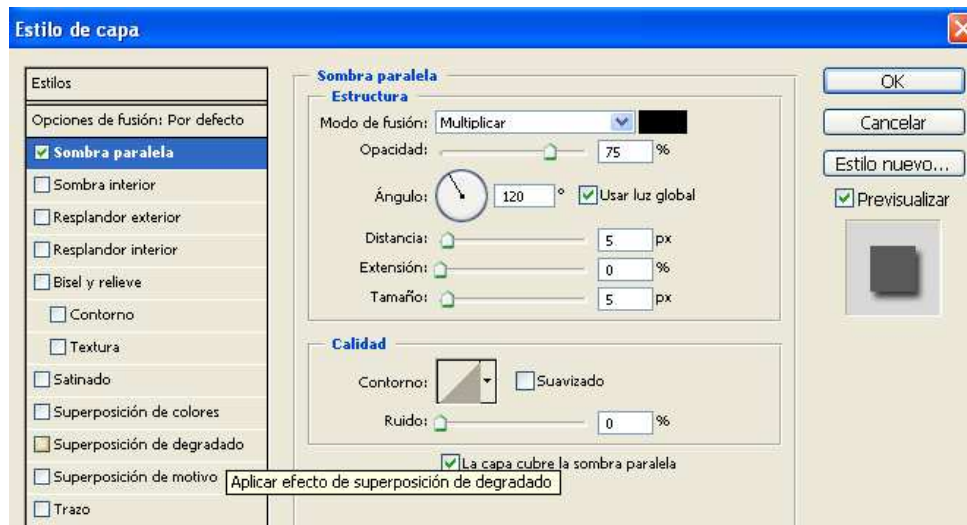 Estilo de capa
Estilos
Opciones de fusión: Por defecto
Sombra paralela
Sombra interior
Resplandor exterior
Resplandor interior
Bisel y relieve
Contorno
Textura
Satinado
Superposición de colores
Superposición de degradado
Superposición de motivo
Trazo
Aplicar efecto de superposición de degradado
Sombra paralela
Estructura
Modo de fusión: Multiplicar
Opacidad: 75 %
Ángulo: 120 ° Usar luz global
Distancia: 5 px
Extensión: 0 %
Tamaño: 5 px
Calidad
Contorno: Suavizado
Ruido: 0 %
La capa cubre la sombra paralela
OK
Cancelar
Estilo nuevo...
Previsualizar